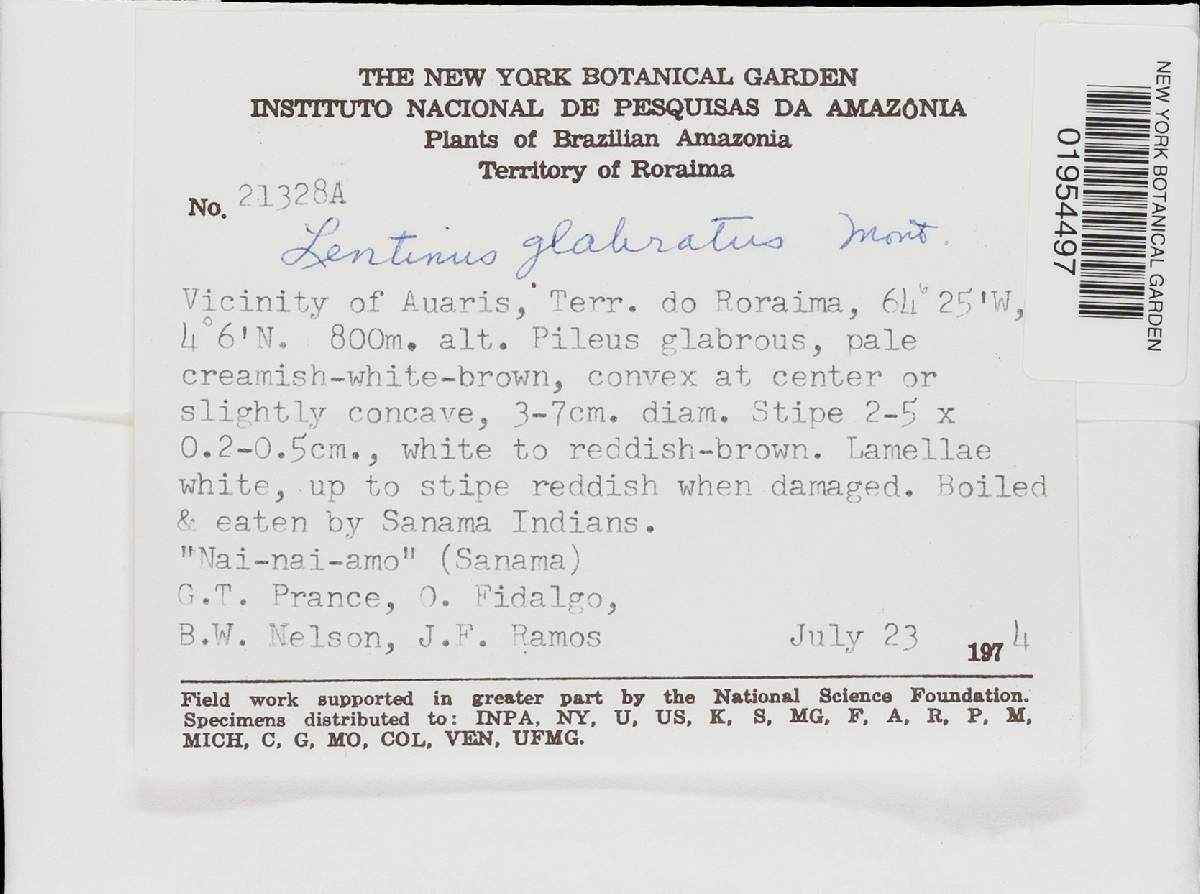 THE NEW YORK BOTANICAL GARDEN
INSTITUTO NACIONAL DE PESQUISAS DA AMAZÔNIA
Plants of Brazilian Amazonia
Territory of Roraima
No. 21328A
Lentinus glabratus Mont.
Vicinity of Auaris, Terr. do Roraima, 64°25'W,
4°6'N. 800m. alt. Pileus glabrous, pale
creamish-white-brown, convex at center or
slightly concave, 3-7cm. diam. Stipe 2-5 x
0.2-0.5cm., white to reddish-brown. Lamellae
white, up to stipe reddish when damaged. Boiled
& eaten by Sanama Indians.
"Nai-nai-amo" (Sanama)
G.T. Prance, O. Fidalgo,
B.W. Nelson, J.F. Ramos July 23 1974
Field work supported in greater part by the National Science Foundation.
Specimens distributed to: INPA, NY, U, US, K, S, MG, F, A, R, P, M,
MICH, C, G, MO, COL, VEN, UFMG.
NEW YORK BOTANICAL GARDEN
01954497